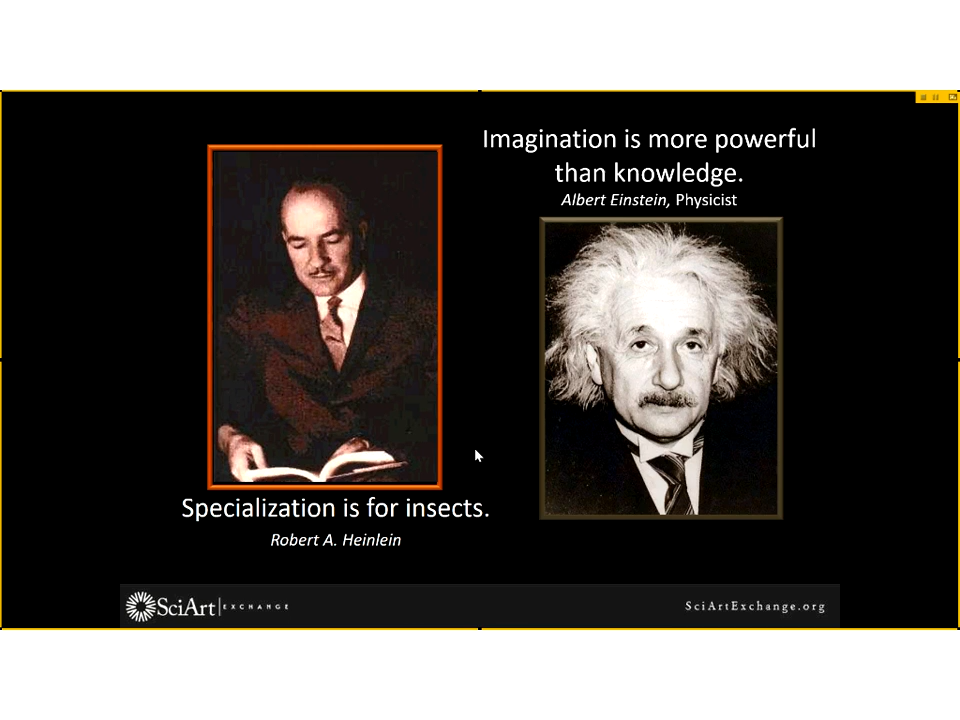 Imagination is more powerful
than knowledge.
Albert Einstein, Physicist
Specialization is for insects.
Robert A. Heinlein
SciArt EXCHANGE
SciArtExchange.org